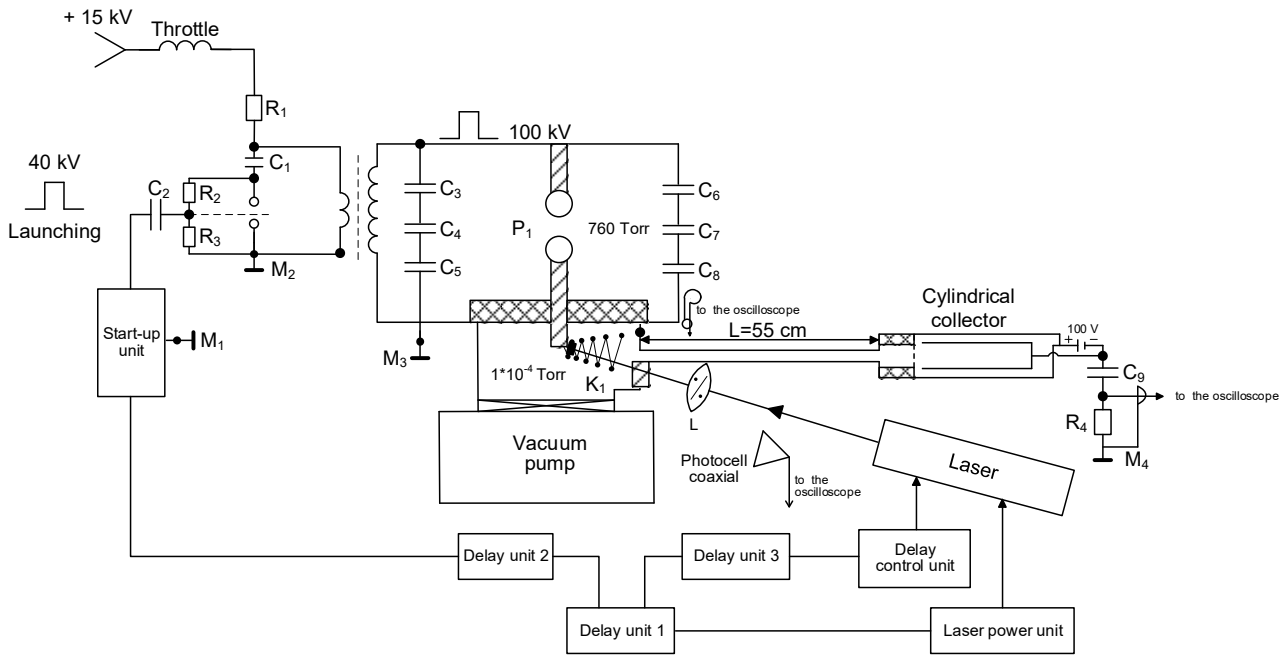 + 15 kV
Throttle
R1
40 kV
Launching
C2
R2
R3
C1
M2
Start-up
unit
M1
100 kV
C3
C4
C5
P1
760 Torr
C6
C7
C8
M3
1*10-4 Torr
K1
to the oscilloscope
L=55 cm
Cylindrical
collector
100 V
+ −
C9
to the oscilloscope
R4
M4
L
Vacuum
pump
Photocell
coaxial
to the
oscilloscope
Laser
Delay unit 2
Delay unit 3
Delay
control unit
Delay unit 1
Laser power unit